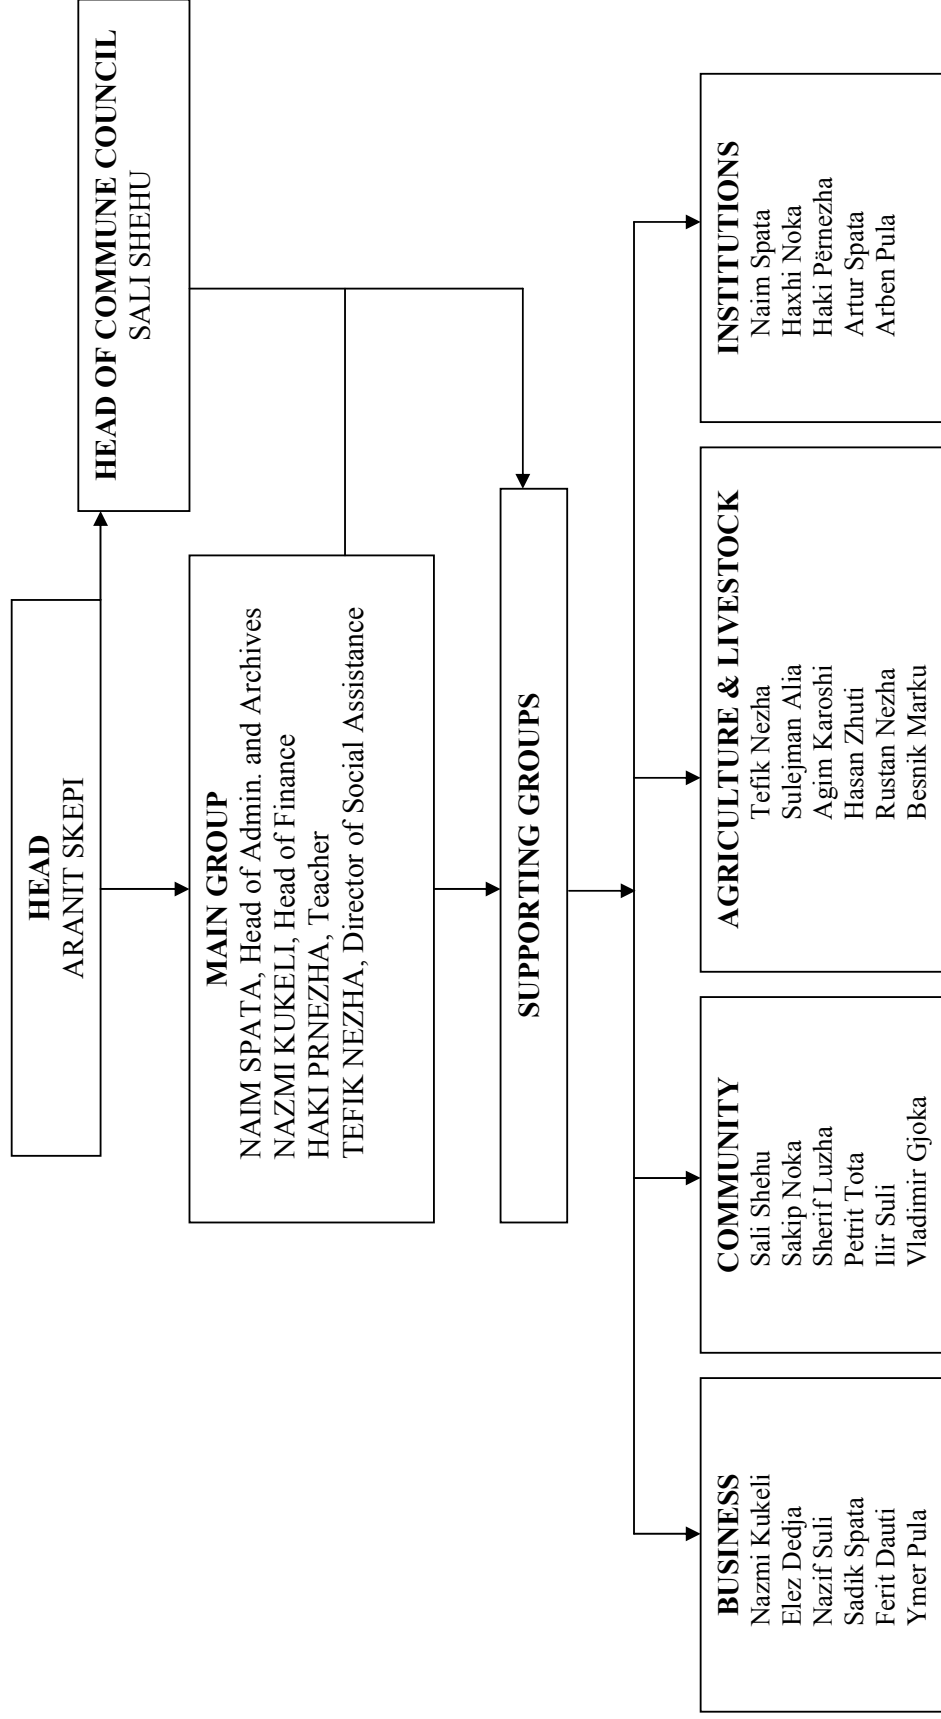 HEAD
ARANIT SKEPI
HEAD OF COMMUNE COUNCIL
SALI SHEHU
MAIN GROUP
NAIM SPATA, Head of Admin. and Archives
NAZMI KUKELI, Head of Finance
HAKI PRNEZHA, Teacher
TEFIK NEZHA, Director of Social Assistance
SUPPORTING GROUPS
BUSINESS
Nazmi Kukeli
Elez Dedja
Nazif Suli
Sadik Spata
Ferit Dauti
Ymer Pula
COMMUNITY
Sali Shehu
Sakip Noka
Sherif Luzha
Petrit Tota
Ilir Suli
Vladimir Gjoka
AGRICULTURE & LIVESTOCK
Tefik Nezha
Sulejman Alia
Agim Karoshi
Hasan Zhuti
Rustan Nezha
Besnik Marku
INSTITUTIONS
Naim Spata
Haxhi Noka
Haki Përnezha
Artur Spata
Arben Pula